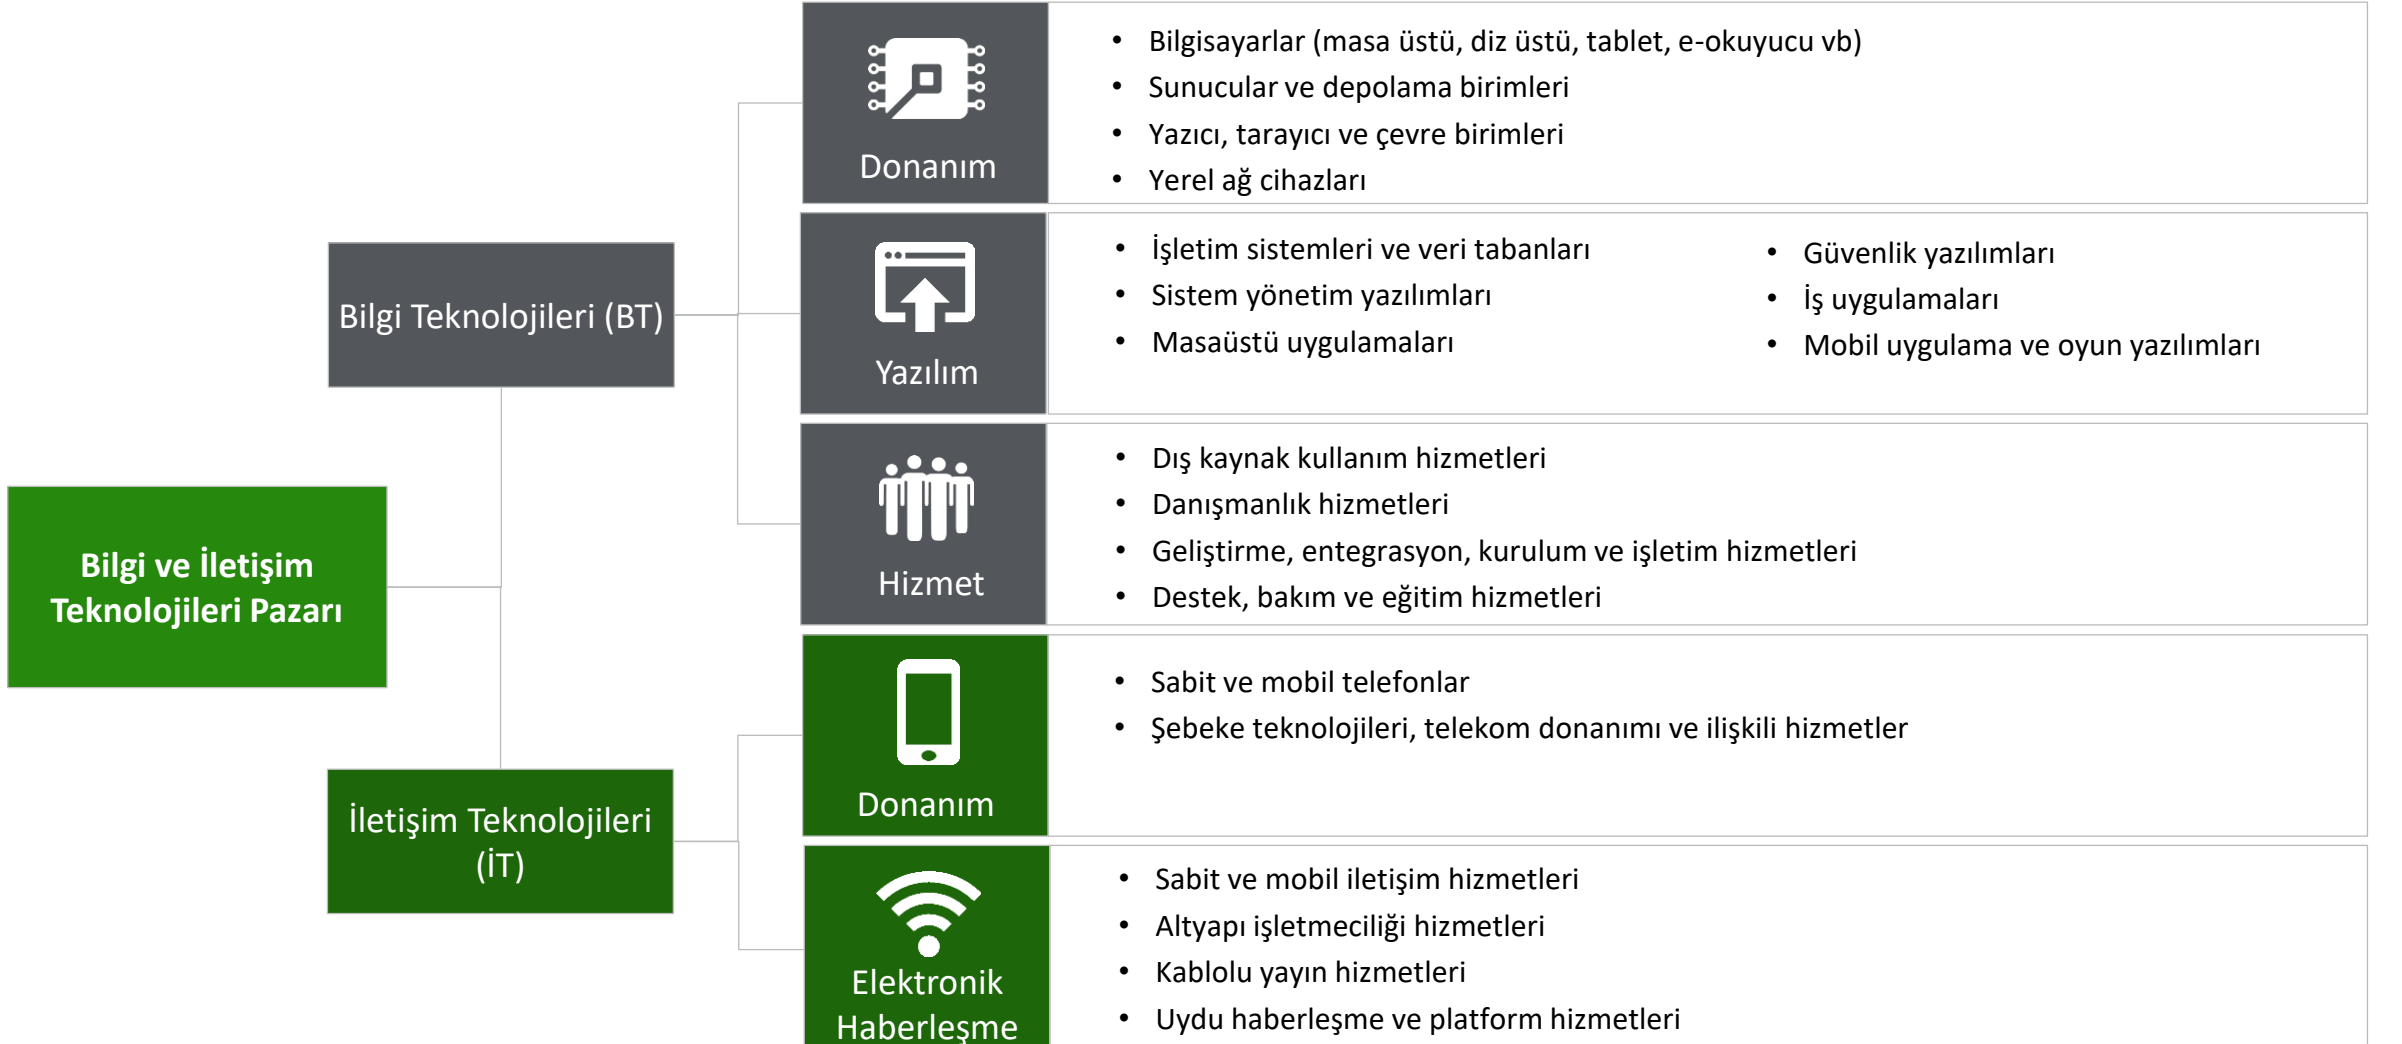 Bilgi ve İletişim
Teknolojileri Pazarı
Bilgi Teknolojileri (BT)
Donanım
• Bilgisayarlar (masa üstü, diz üstü, tablet, e-okuyucu vb)
• Sunucular ve depolama birimleri
• Yazıcı, tarayıcı ve çevre birimleri
• Yerel ağ cihazları
Yazılım
• İşletim sistemleri ve veri tabanları
• Sistem yönetim yazılımları
• Masaüstü uygulamaları
• Güvenlik yazılımları
• İş uygulamaları
• Mobil uygulama ve oyun yazılımları
Hizmet
• Dış kaynak kullanım hizmetleri
• Danışmanlık hizmetleri
• Geliştirme, entegrasyon, kurulum ve işletim hizmetleri
• Destek, bakım ve eğitim hizmetleri
İletişim Teknolojileri
(İT)
Donanım
• Sabit ve mobil telefonlar
• Şebeke teknolojileri, telekom donanımı ve ilişkili hizmetler
Elektronik
Haberleşme
• Sabit ve mobil iletişim hizmetleri
• Altyapı işletmeciliği hizmetleri
• Kablolu yayın hizmetleri
• Uydu haberleşme ve platform hizmetleri